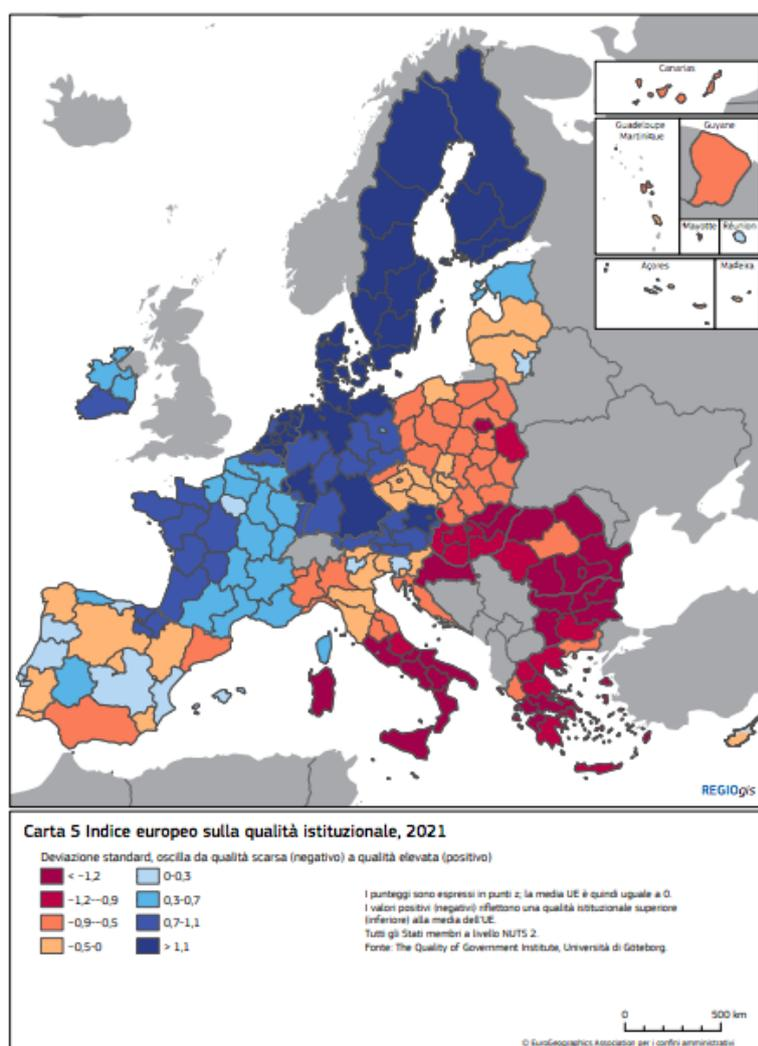 Canarias
Guadeloupe
Martinique
Guyane
Mayotte
Réunion
Açores
Madeira
REGIOgis
Carta 5 Indice europeo sulla qualità istituzionale, 2021
Deviazione standard, oscilla da qualità scarsa (negativo) a qualità elevata (positivo)
< −1,2
−1,2-−0,9
−0,9-−0,5
−0,5-0
0-0,3
0,3-0,7
0,7-1,1
> 1,1
I punteggi sono espressi in punti z; la media UE è quindi uguale a 0.
I valori positivi (negativi) riflettono una qualità istituzionale superiore
(inferiore) alla media dell'UE.
Tutti gli Stati membri a livello NUTS 2.
Fonte: The Quality of Government Institute, Università di Göteborg.
0 500 km
© EuroGeographics Association per i confini amministrativi